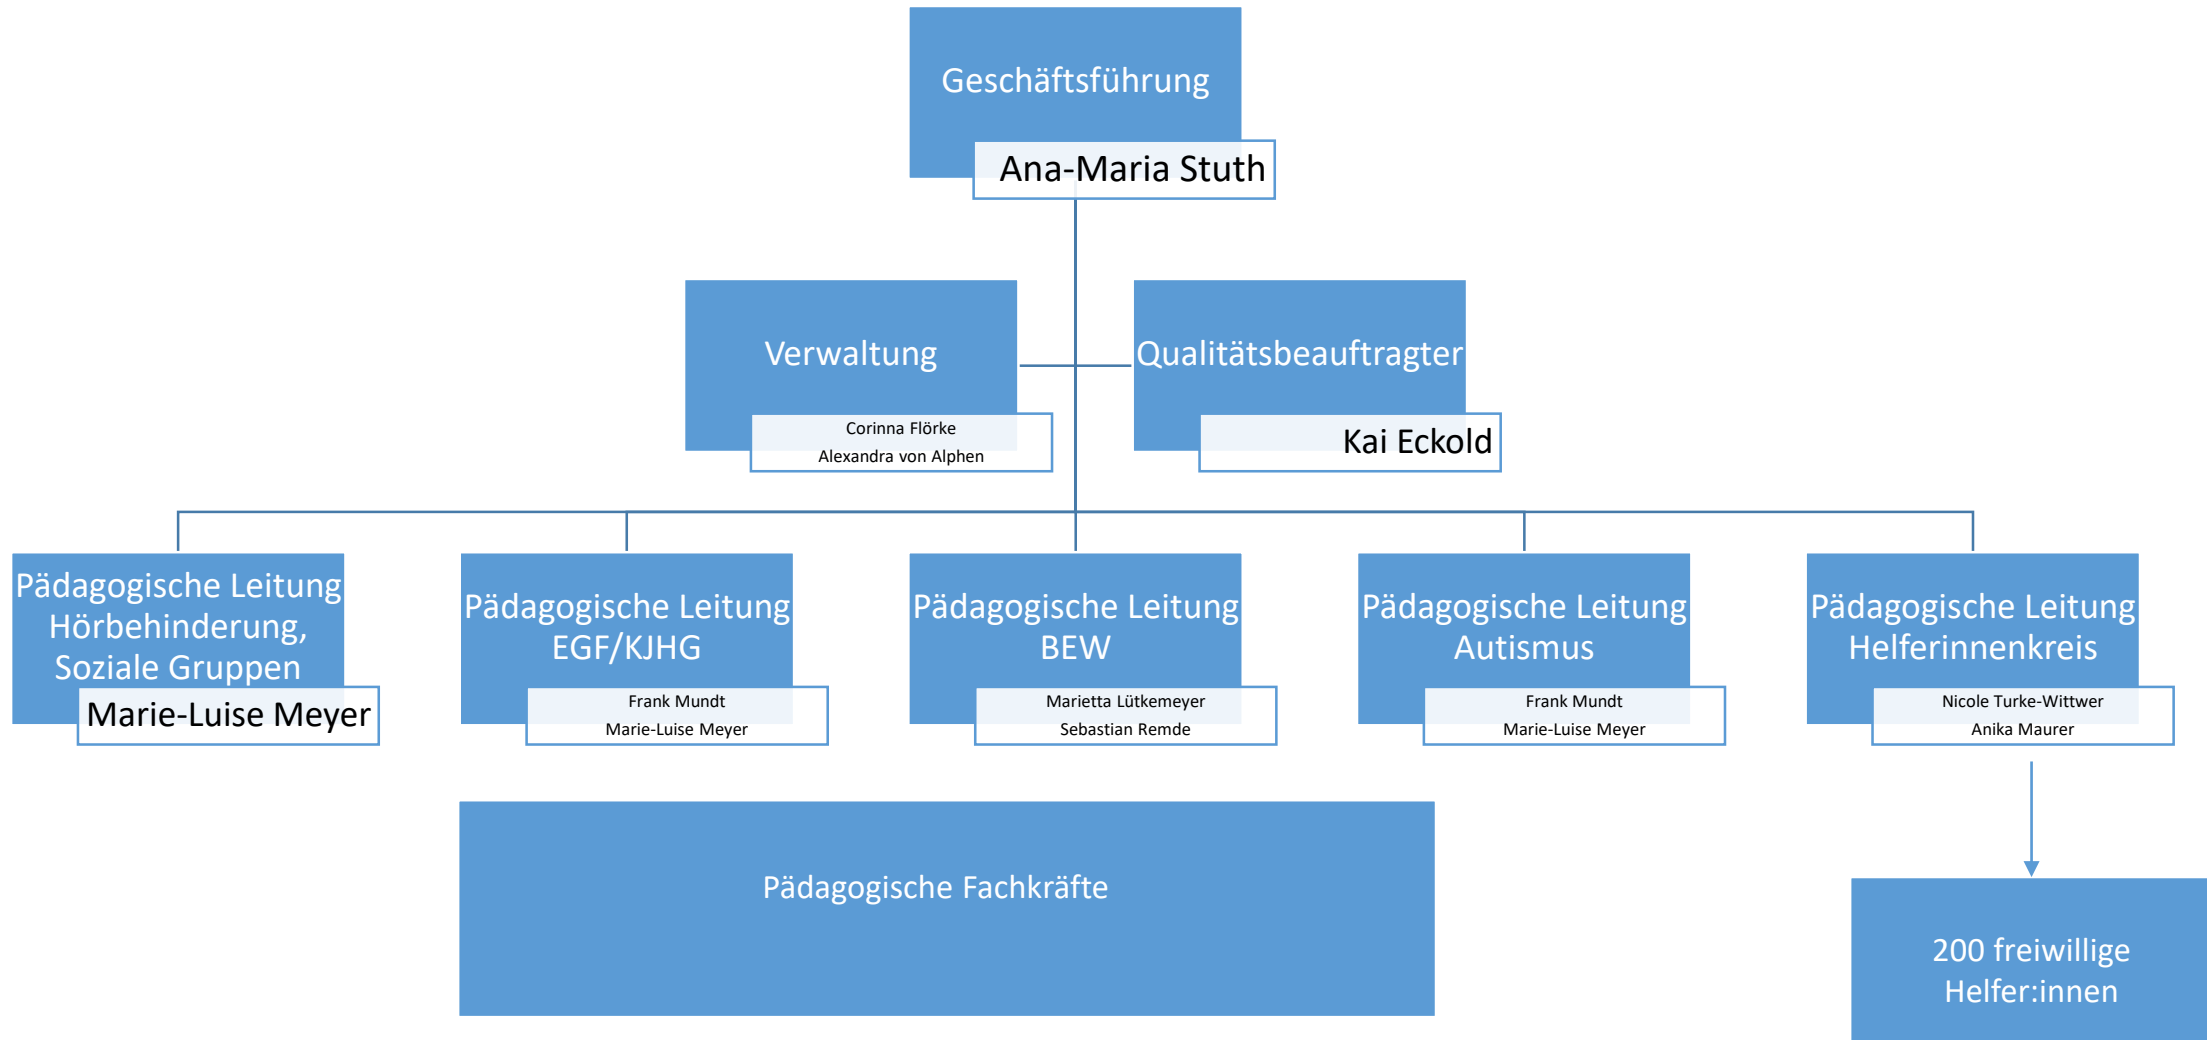 Geschäftsführung
Ana-Maria Stuth
Verwaltung
Corinna Flörke
Alexandra von Alphen
Qualitätsbeauftragter
Kai Eckold
Pädagogische Leitung
Hörbehinderung,
Soziale Gruppen
Marie-Luise Meyer
Pädagogische Leitung
EGF/KJHG
Frank Mundt
Marie-Luise Meyer
Pädagogische Leitung
BEW
Marietta Lütkemeyer
Sebastian Remde
Pädagogische Leitung
Autismus
Frank Mundt
Marie-Luise Meyer
Pädagogische Leitung
Helferinnenkreis
Nicole Turke-Wittwer
Anika Maurer
Pädagogische Fachkräfte
200 freiwillige
Helfer:innen